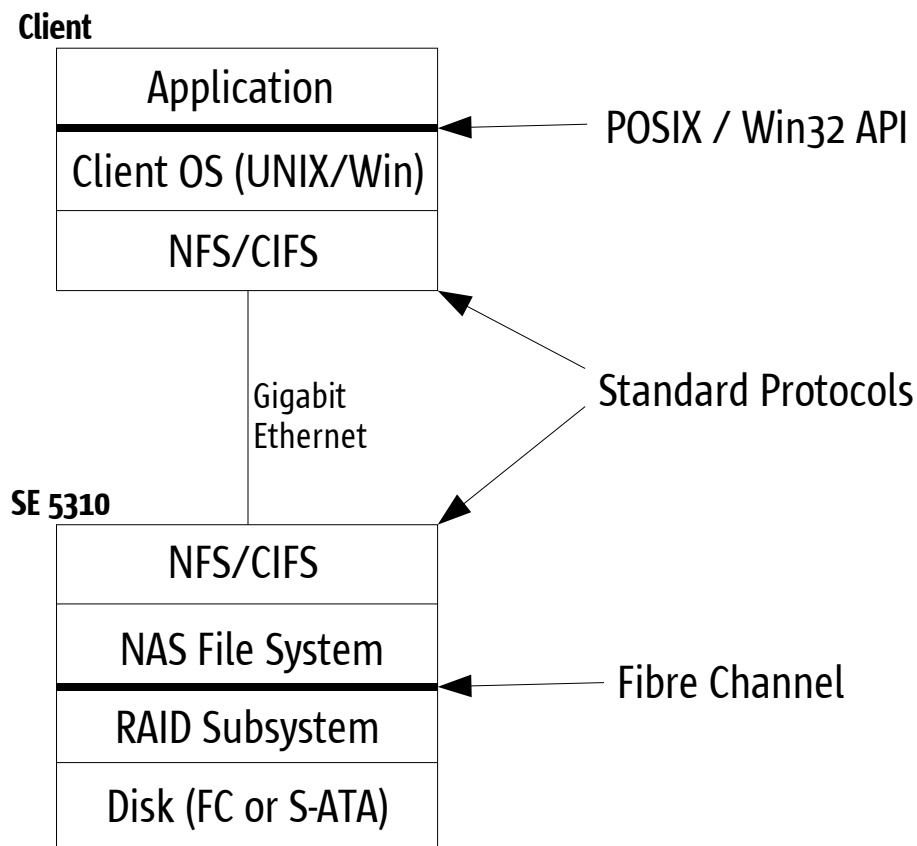 Client
Application
POSIX / Win32 API
Client OS (UNIX/Win)
NFS/CIFS
Gigabit
Ethernet
Standard Protocols
SE 5310
NFS/CIFS
NAS File System
Fibre Channel
RAID Subsystem
Disk (FC or S-ATA)